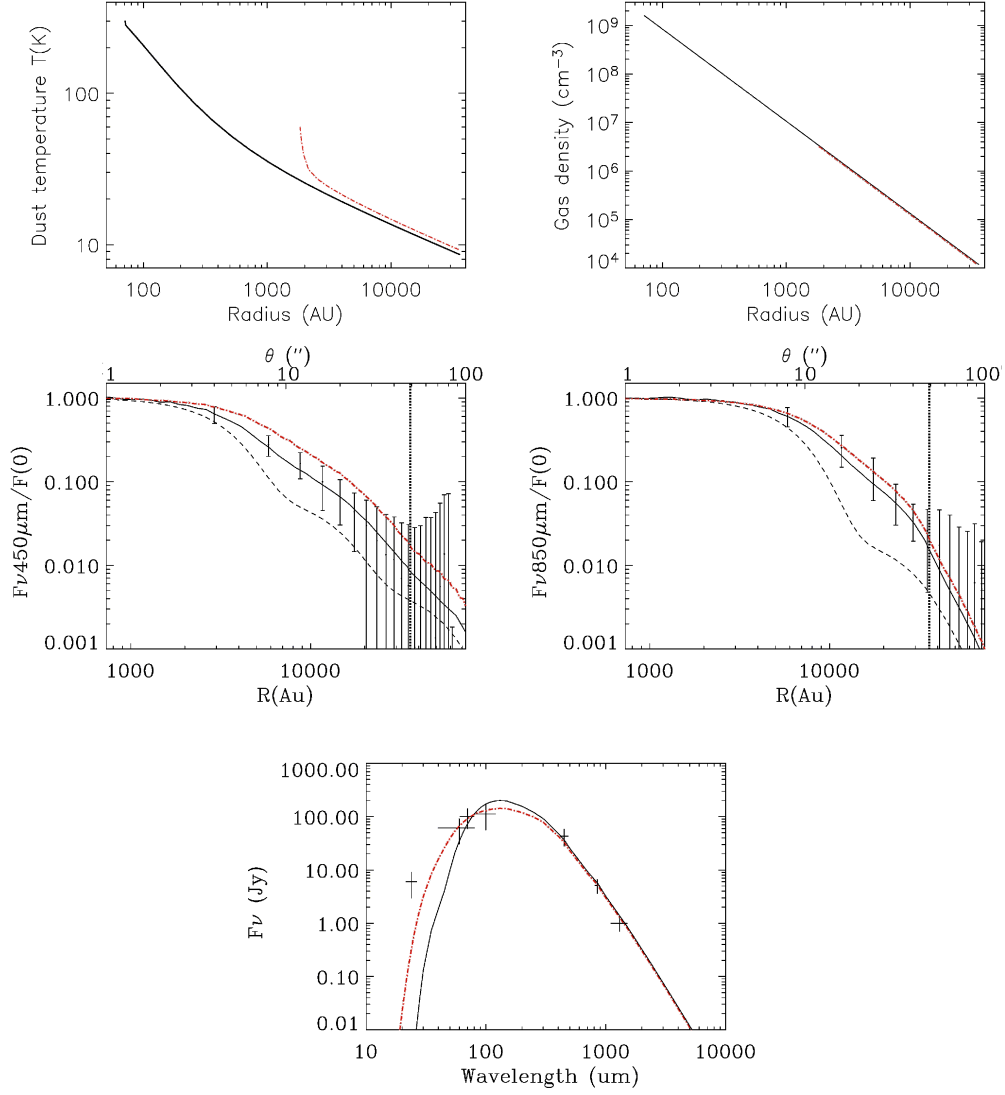 Dust temperature T(K)
100
10
100 1000 10000
Radius (AU)
Gas density (cm⁻³)
10⁹
10⁸
10⁷
10⁶
10⁵
10⁴
100 1000 10000
Radius (AU)
θ ('')
1 10 100
Fν450μm/F(0)
1.000
0.100
0.010
0.001
1000 10000
R(Au)
θ ('')
1 10 100
Fν850μm/F(0)
1.000
0.100
0.010
0.001
1000 10000
R(Au)
Fν (Jy)
1000.00
100.00
10.00
1.00
0.10
0.01
10 100 1000 10000
Wavelength (um)